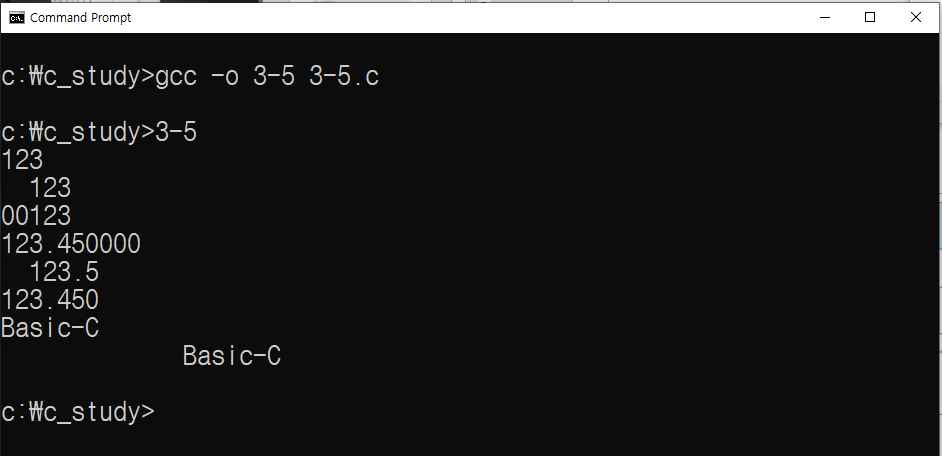 Command Prompt
c:₩c_study>gcc -o 3-5 3-5.c
c:₩c_study>3-5
123
  123
00123
123.450000
  123.5
123.450
Basic-C
             Basic-C
c:₩c_study>